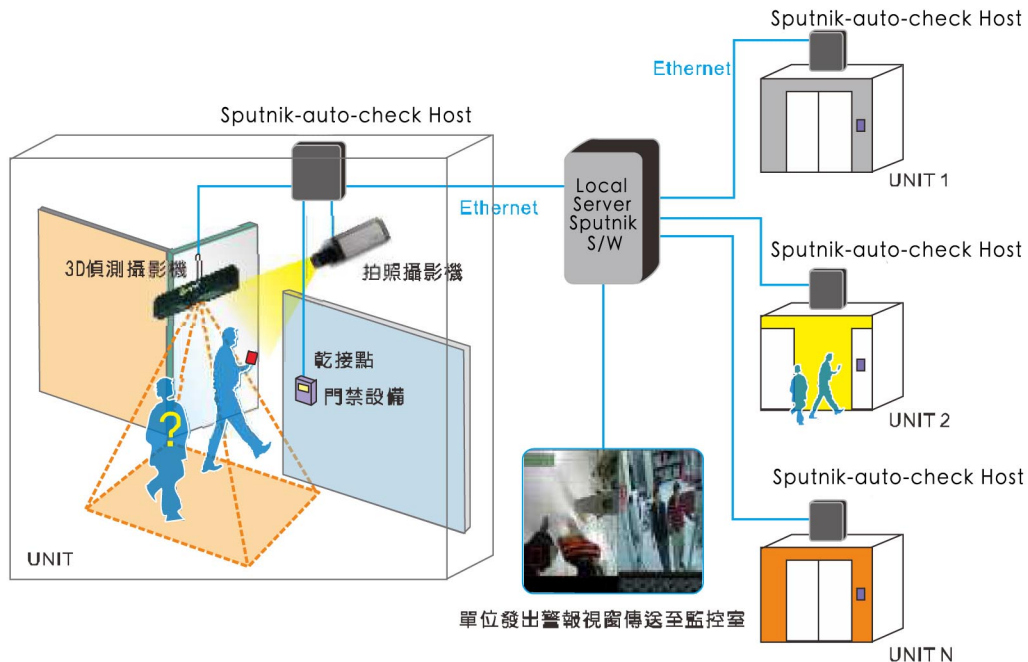 Sputnik-auto-check Host
Ethernet
UNIT 1
Sputnik-auto-check Host
Ethernet
Local
Server
Sputnik
S/W
3D偵測攝影機
拍照攝影機
Sputnik-auto-check Host
乾接點
門禁設備
?
UNIT 2
Sputnik-auto-check Host
UNIT
單位發出警報視窗傳送至監控室
UNIT N